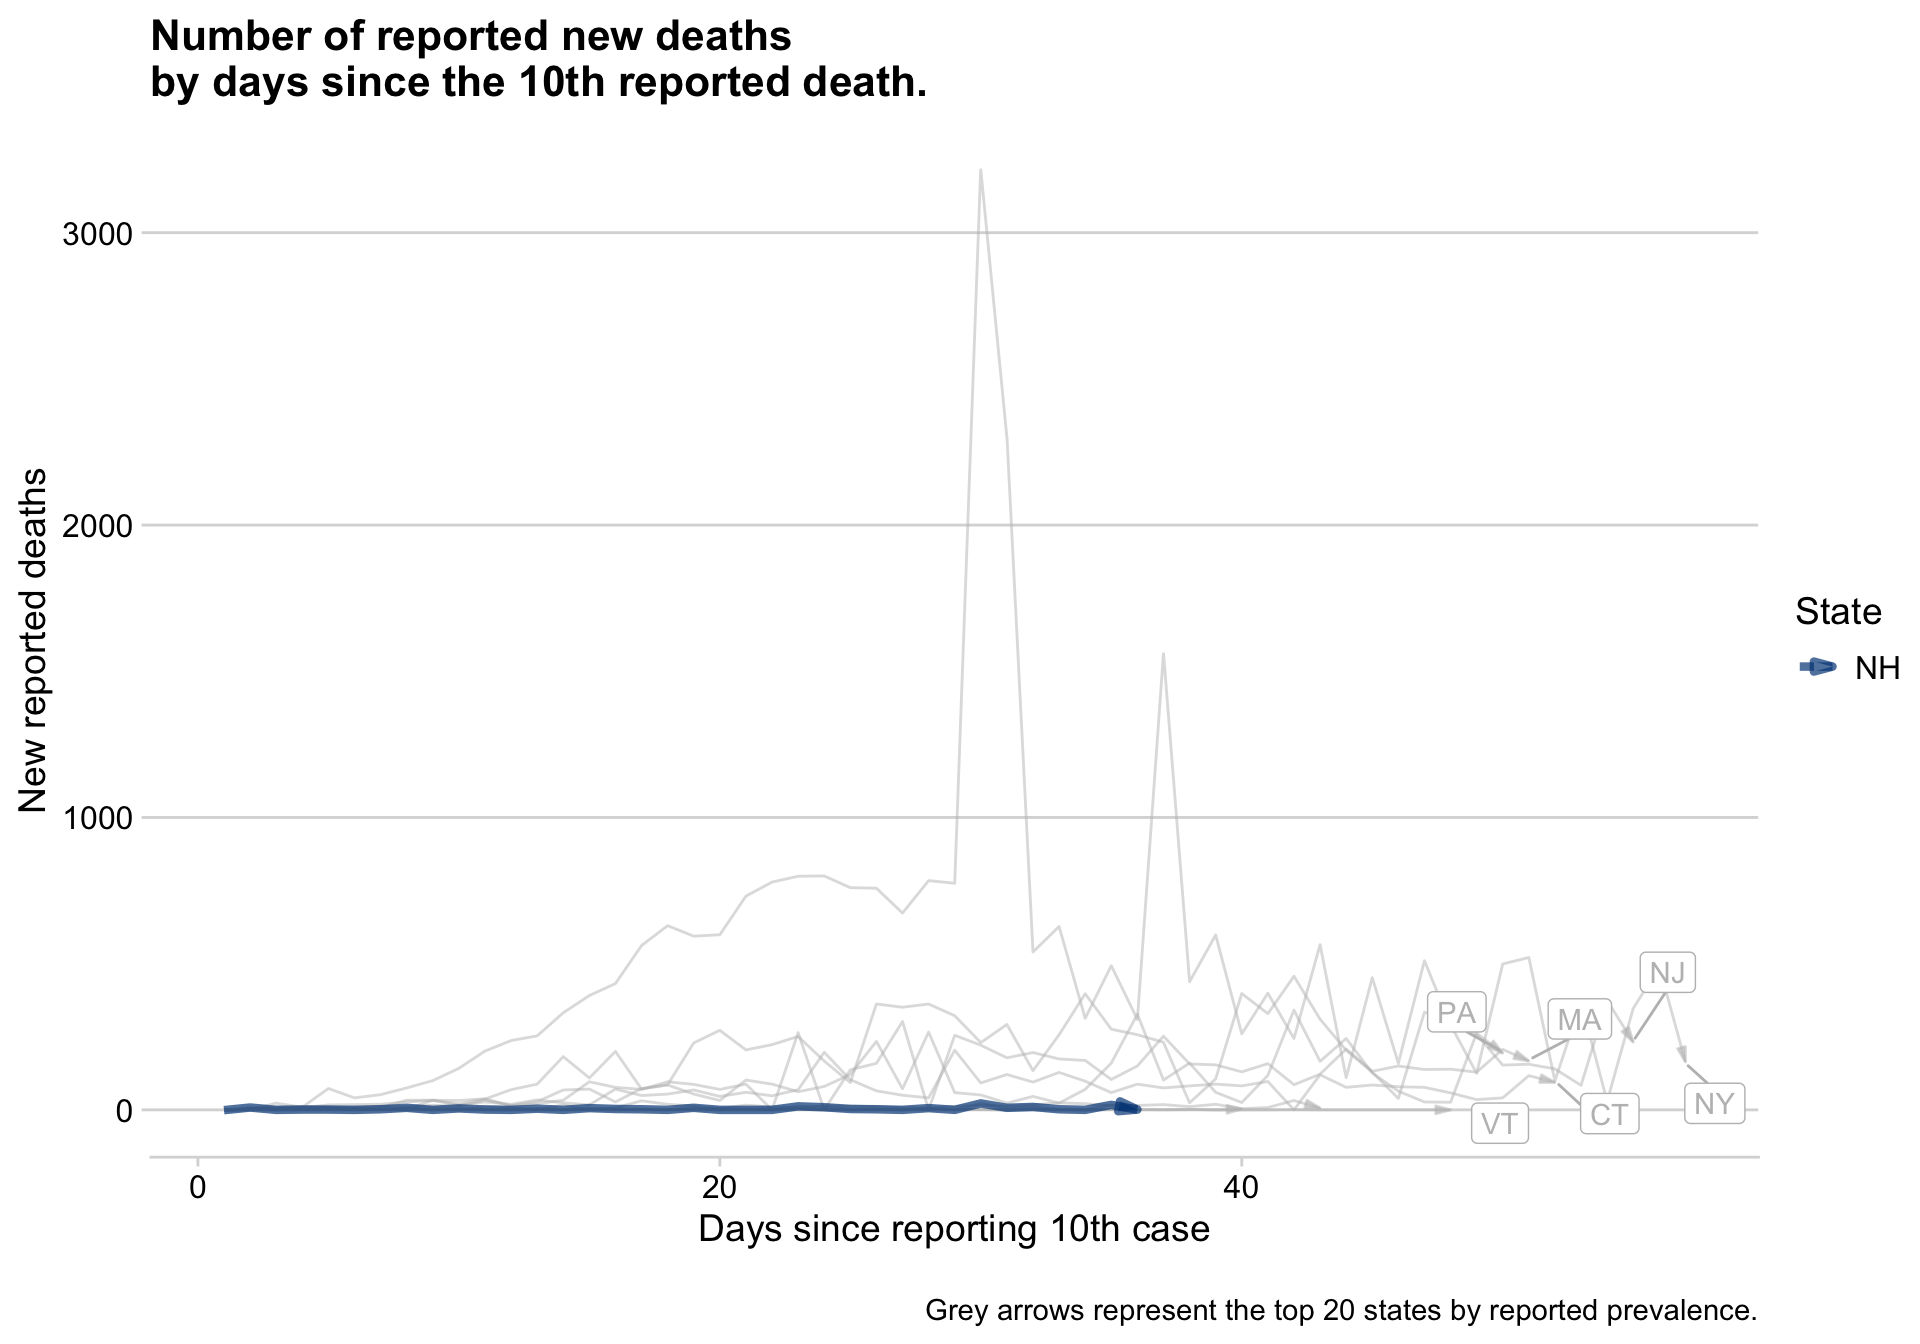 Number of reported new deaths
by days since the 10th reported death.
3000
2000
1000
0
New reported deaths
PA
MA
NJ
VT
CT
NY
State
NH
0 20 40
Days since reporting 10th case
Grey arrows represent the top 20 states by reported prevalence.